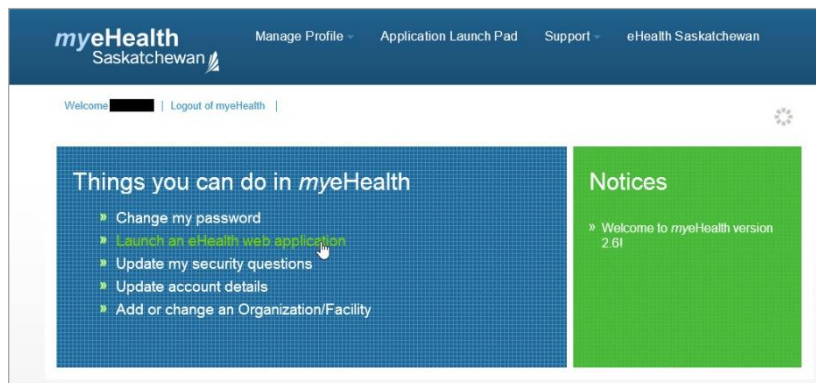 myeHealth
Saskatchewan
Manage Profile
Application Launch Pad
Support
eHealth Saskatchewan
Welcome | Logout of myeHealth |
Things you can do in myeHealth
» Change my password
» Launch an eHealth web application
» Update my security questions
» Update account details
» Add or change an Organization/Facility
Notices
» Welcome to myeHealth version
2.6!